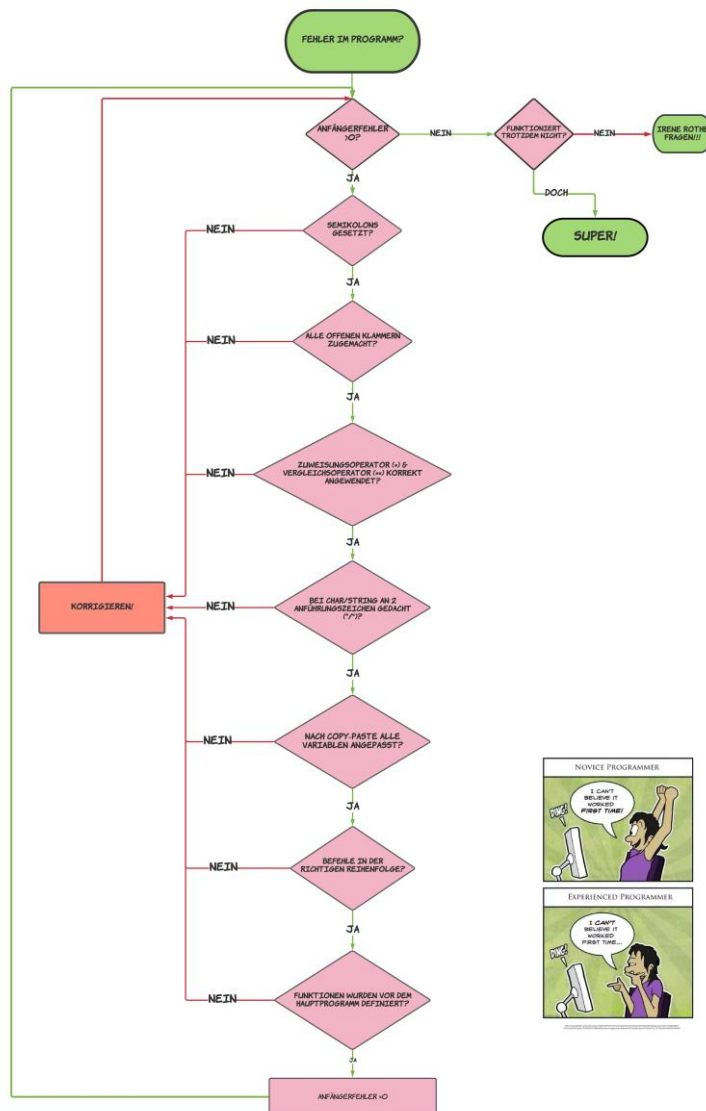 FEHLER IM PROGRAMM?
ANFÄNGERFEHLER
>0?
NEIN
FUNKTIONIERT
TROTZDEM NICHT?
NEIN
IRENE ROTHE
FRAGEN!!!
JA
DOCH
SUPER!
NEIN
SEMIKOLONS
GESETZT?
JA
NEIN
ALLE OFFENEN KLAMMERN
ZUGEMACHT?
JA
NEIN
ZUWEISUNGSOPERATOR (=) &
VERGLEICHSOPERATOR (==) KORREKT
ANGEWENDET?
JA
KORRIGIEREN!
NEIN
BEI CHAR/STRING AN 2
ANFÜHRUNGSZEICHEN GEDACHT
("/")?
JA
NEIN
NACH COPY-PASTE ALLE
VARIABLEN ANGEPASST?
JA
NEIN
BEFEHLE IN DER
RICHTIGEN REIHENFOLGE?
JA
NEIN
FUNKTIONEN WURDEN VOR DEM
HAUPTPROGRAMM DEFINIERT?
JA
ANFÄNGERFEHLER =0
NOVICE PROGRAMMER
DING!
I CAN'T
BELIEVE IT
WORKED
FIRST TIME!
EXPERIENCED PROGRAMMER
DING!
I CAN'T
BELIEVE IT
WORKED
FIRST TIME...